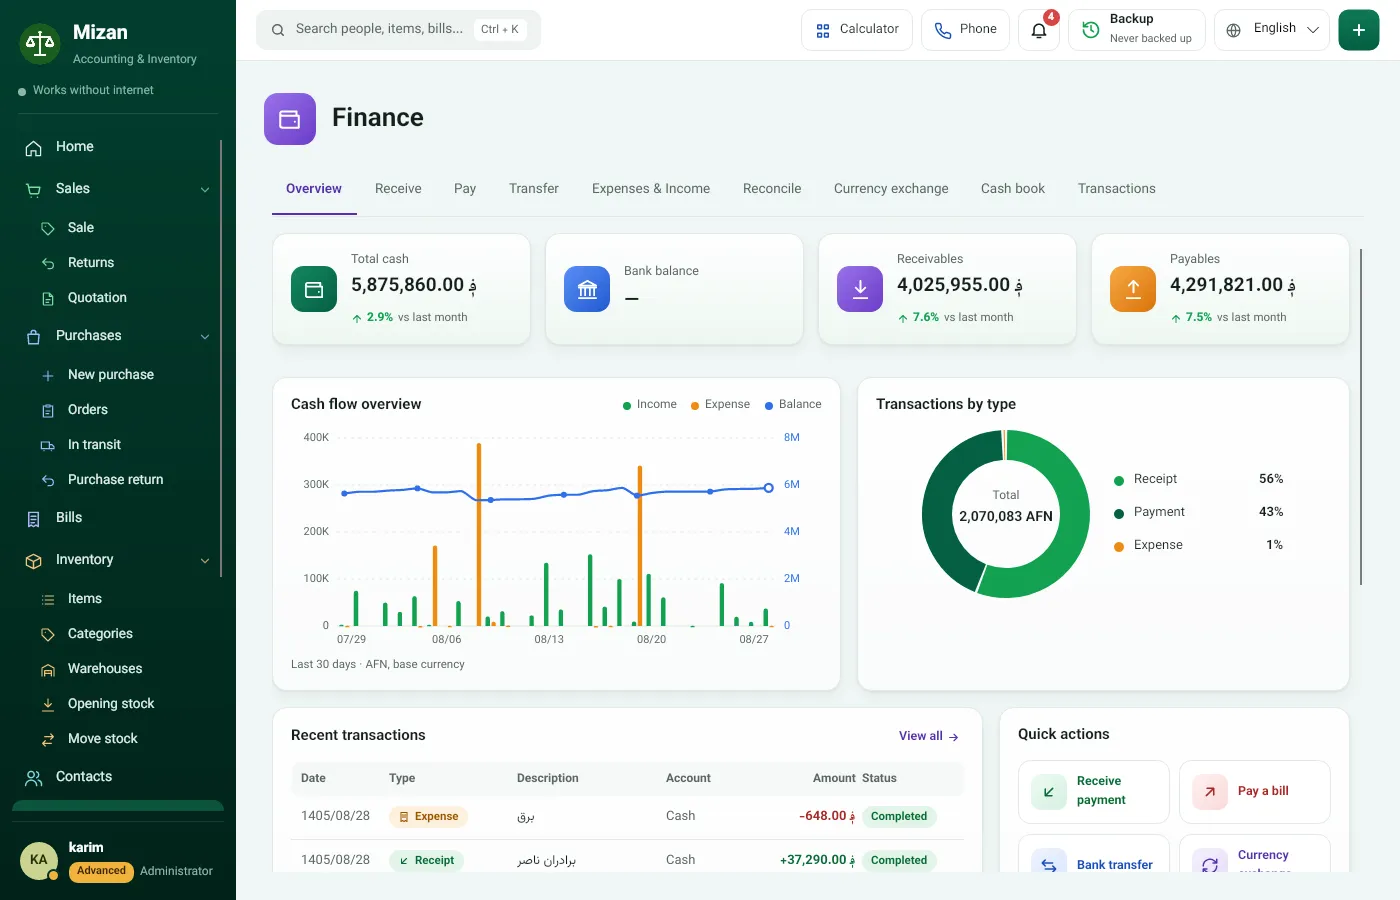 Mizan
Accounting & Inventory
Works without internet
Home
Sales
Sale
Returns
Quotation
Purchases
New purchase
Orders
In transit
Purchase return
Bills
Inventory
Items
Categories
Warehouses
Opening stock
Move stock
Contacts
KA
karim
Advanced Administrator
Search people, items, bills... Ctrl + K
Calculator
Phone
4
Backup
Never backed up
English
Finance
Overview Receive Pay Transfer Expenses & Income Reconcile Currency exchange Cash book Transactions
Total cash
5,875,860.00 ؋
2.9% vs last month
Bank balance
—
Receivables
4,025,955.00 ؋
7.6% vs last month
Payables
4,291,821.00 ؋
7.5% vs last month
Cash flow overview
Income Expense Balance
400K 8M
300K 6M
200K 4M
100K 2M
0 0
07/29 08/06 08/13 08/20 08/27
Last 30 days · AFN, base currency
Transactions by type
Total
2,070,083 AFN
Receipt 56%
Payment 43%
Expense 1%
Recent transactions
View all →
Date Type Description Account Amount Status
1405/08/28 Expense برق Cash -648.00 ؋ Completed
1405/08/28 Receipt برادران ناصر Cash +37,290.00 ؋ Completed
Quick actions
Receive
payment
Pay a bill
Bank transfer
Currency